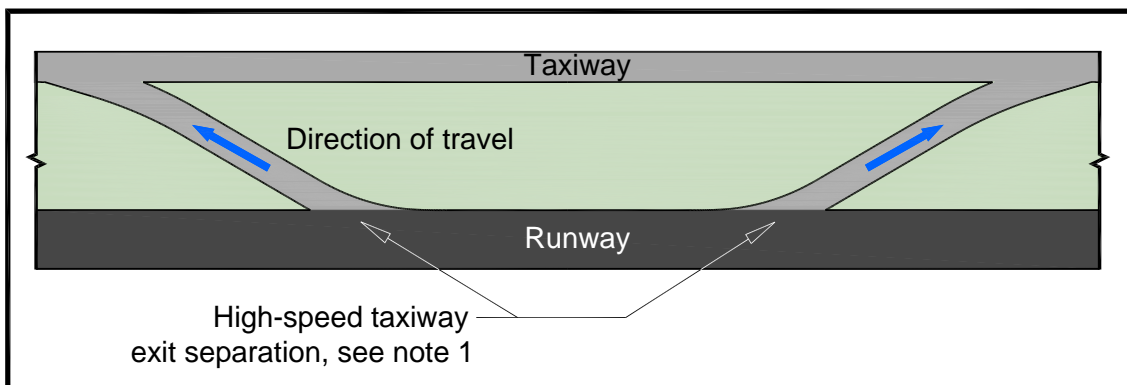 Taxiway
Direction of travel
Runway
High-speed taxiway
exit separation, see note 1